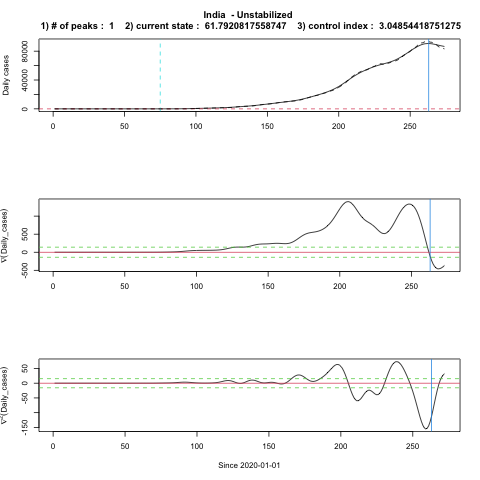 India - Unstabilized
1) # of peaks : 1 2) current state : 61.7920817558747 3) control index : 3.04854418751275
Daily cases
0 40000 80000
0 50 100 150 200 250
∇(Daily_cases)
-500 0 500
0 50 100 150 200 250
∇²(Daily_cases)
-150 -50 0 50
0 50 100 150 200 250
Since 2020-01-01